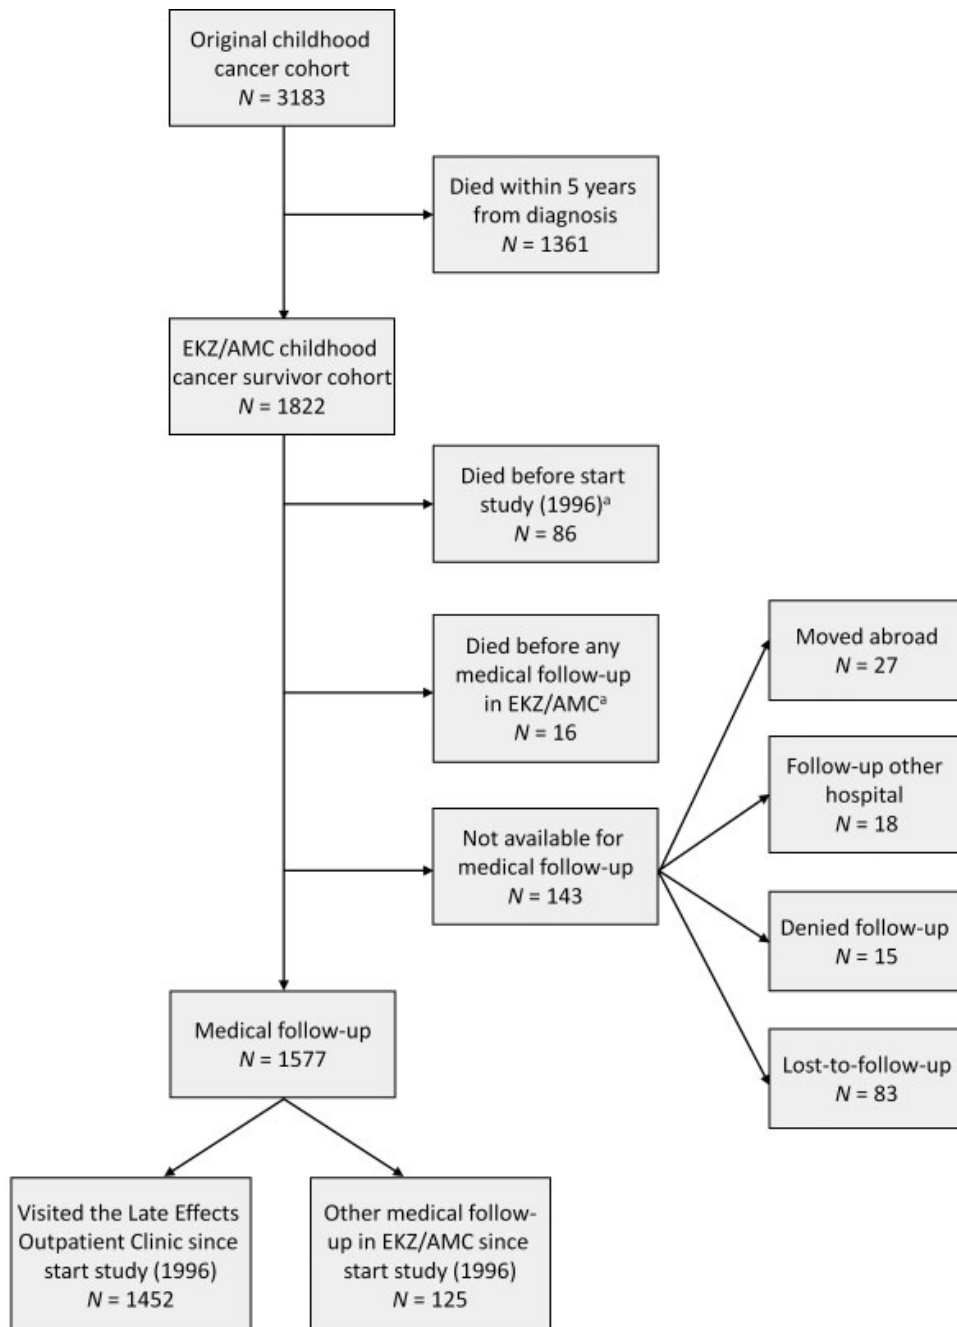 Original childhood
cancer cohort
N = 3183
Died within 5 years
from diagnosis
N = 1361
EKZ/AMC childhood
cancer survivor cohort
N = 1822
Died before start
study (1996)ᵃ
N = 86
Died before any
medical follow-up
in EKZ/AMCᵃ
N = 16
Not available for
medical follow-up
N = 143
Moved abroad
N = 27
Follow-up other
hospital
N = 18
Denied follow-up
N = 15
Lost-to-follow-up
N = 83
Medical follow-up
N = 1577
Visited the Late Effects
Outpatient Clinic since
start study (1996)
N = 1452
Other medical follow-
up in EKZ/AMC since
start study (1996)
N = 125